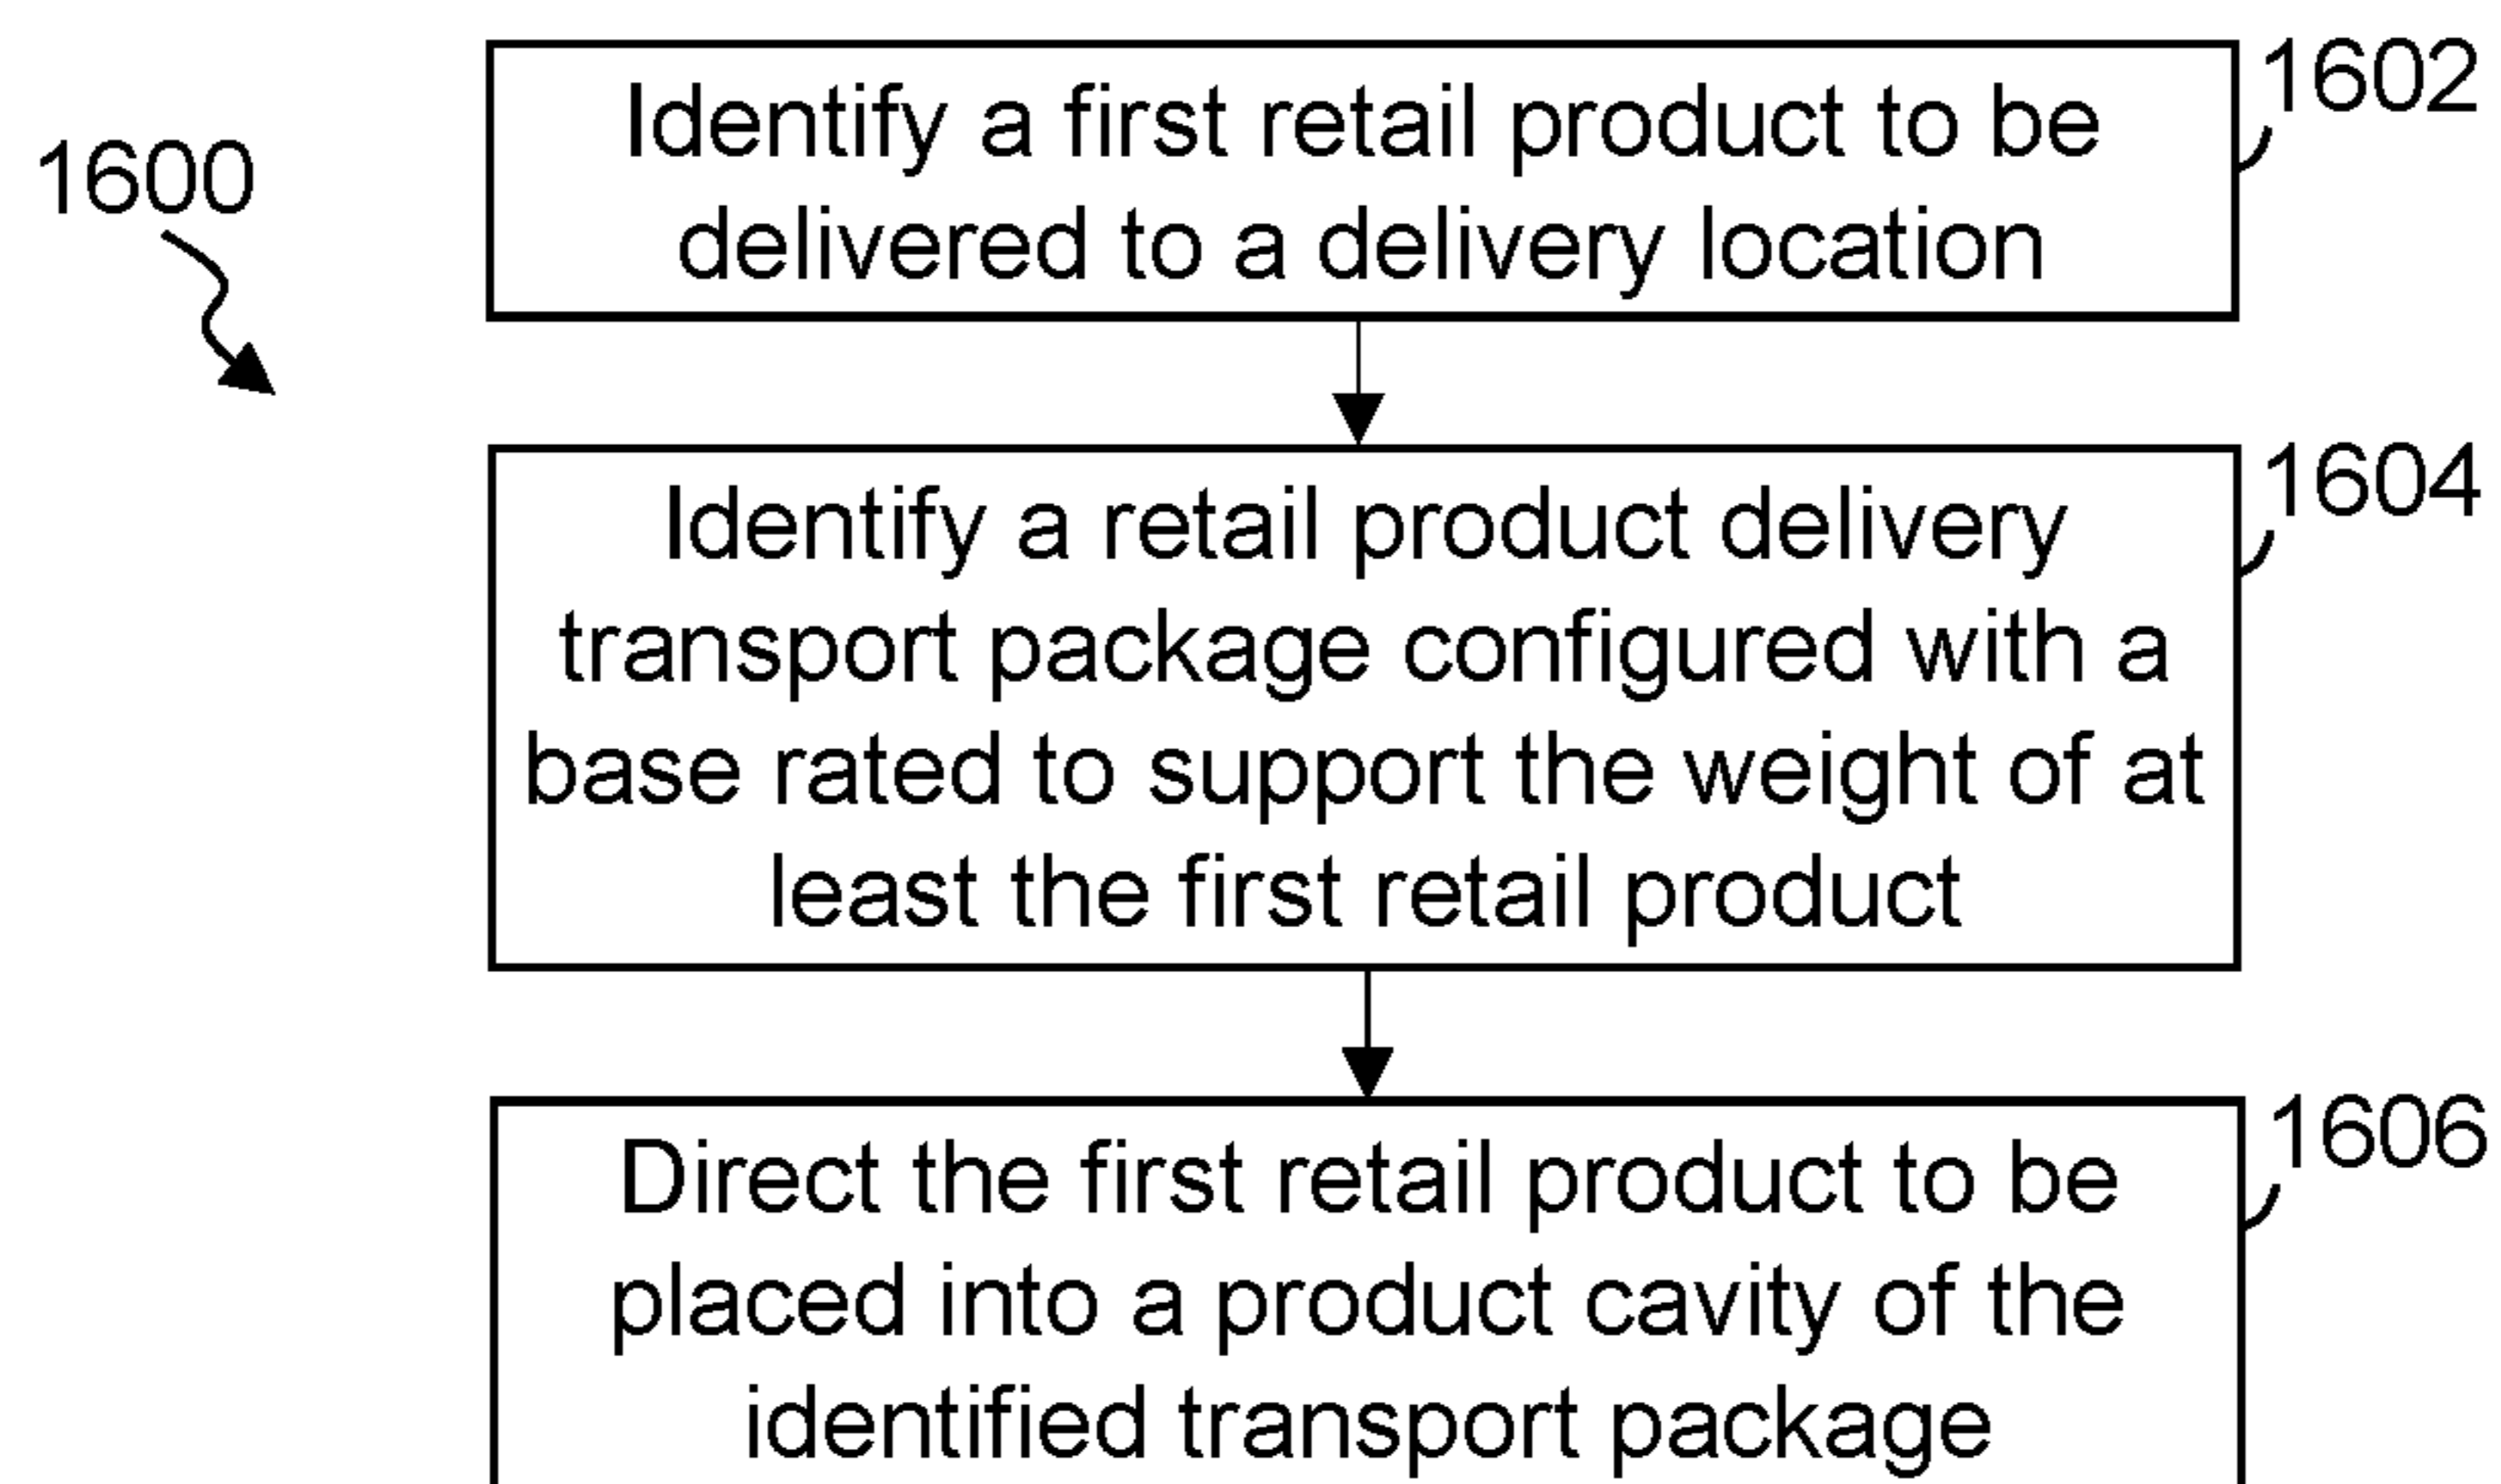 1600
Identify a first retail product to be
delivered to a delivery location
1602
Identify a retail product delivery
transport package configured with a
base rated to support the weight of at
least the first retail product
1604
Direct the first retail product to be
placed into a product cavity of the
identified transport package
1606